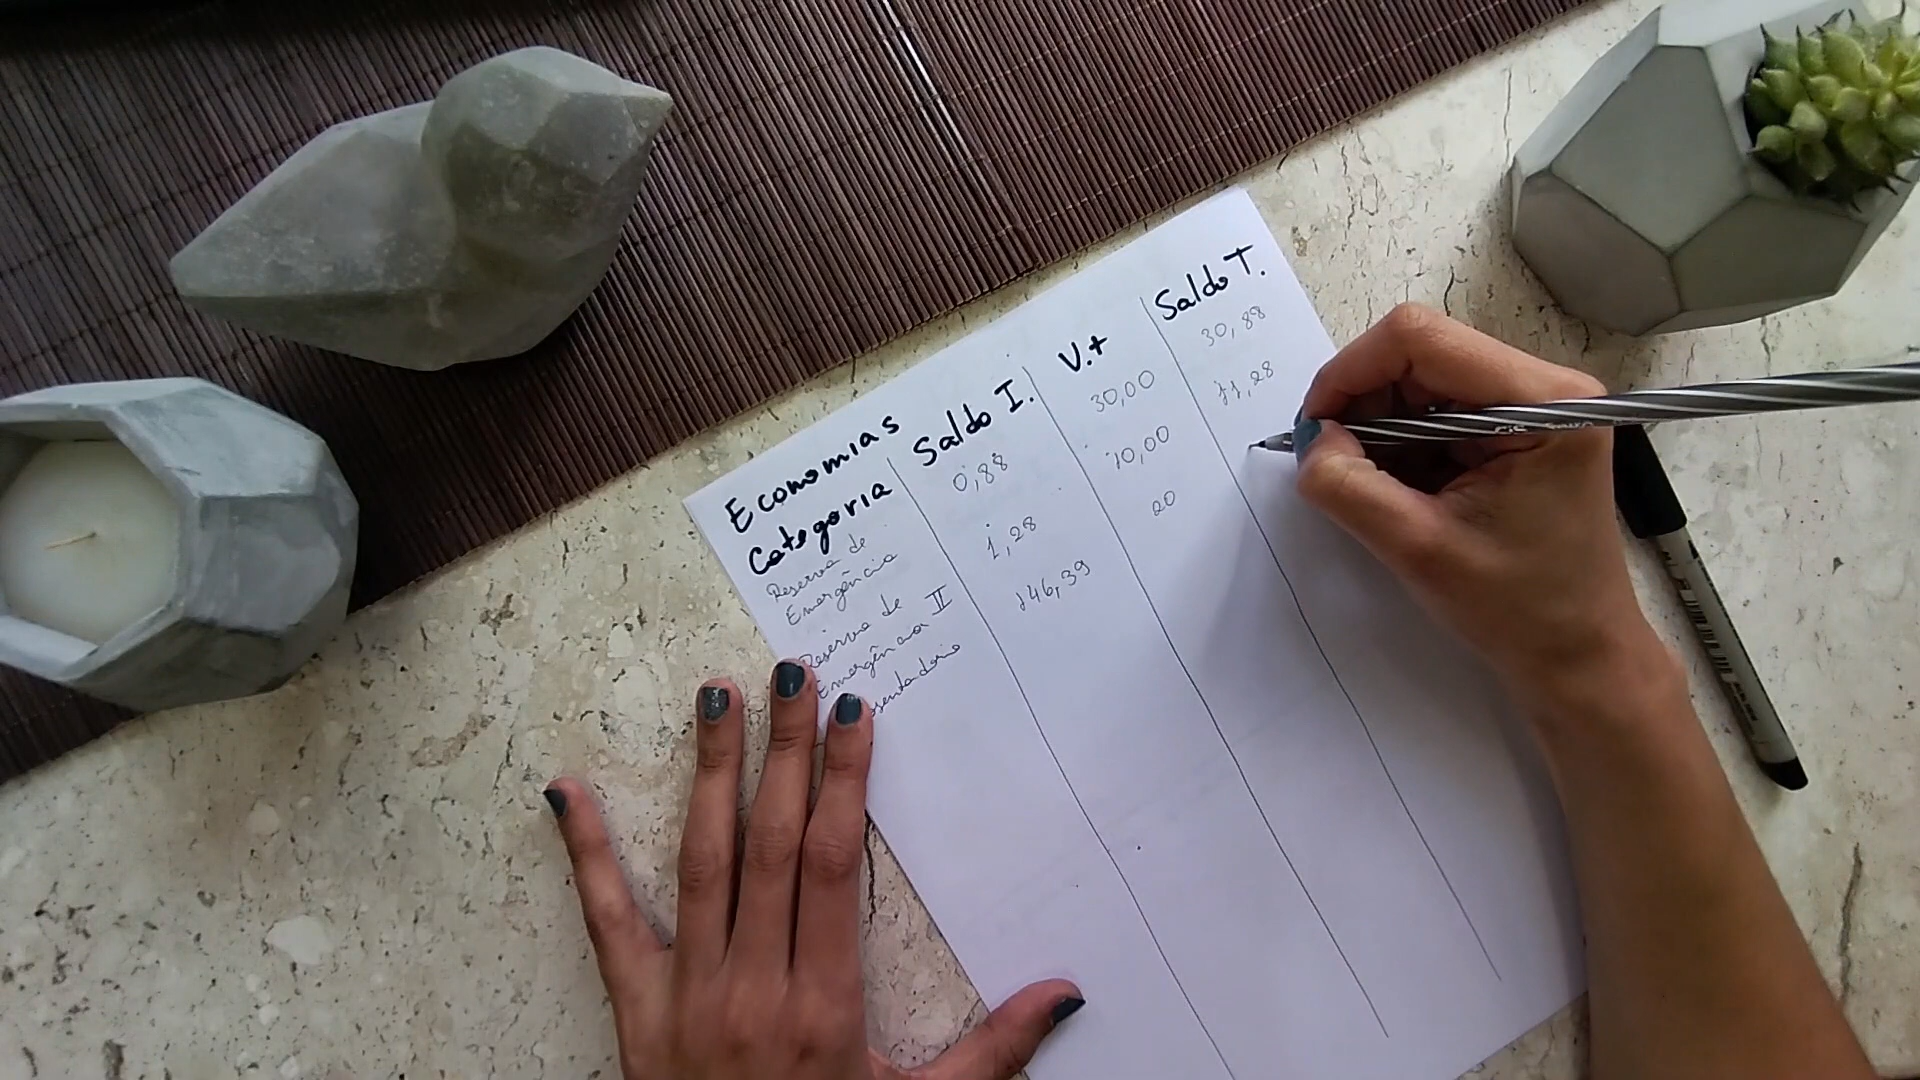 Economias
Categoria Saldo I. V.+ Saldo T.
Reserva de
Emergência 0,88 30,00 30,88
Reserva de
Emergência II 1,28 10,00 11,28
146,39 20